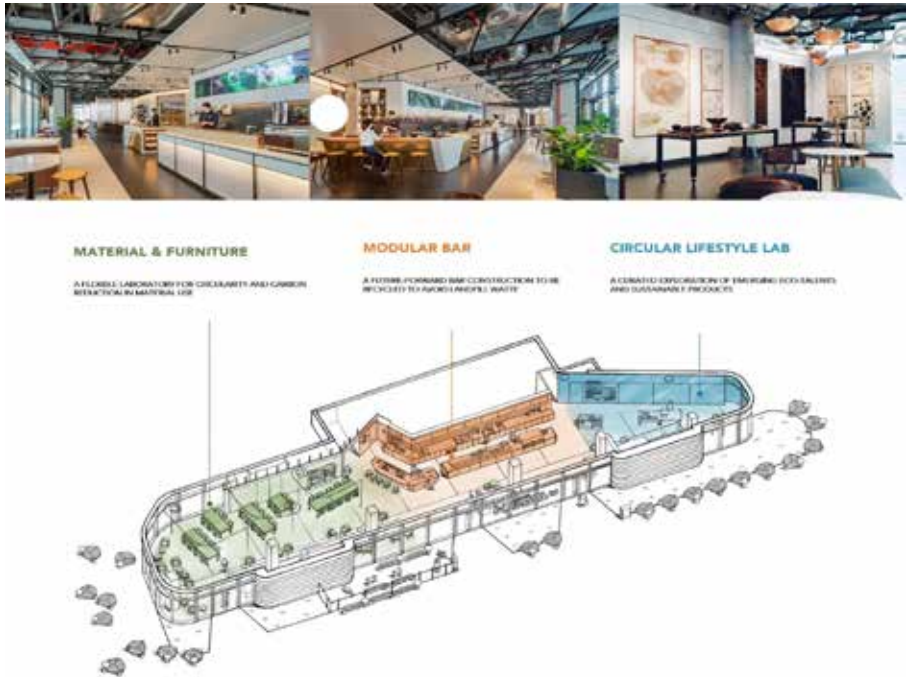 MATERIAL & FURNITURE
A FLEXIBLE LABORATORY FOR CIRCULARITY AND CARBON
REDUCTION IN MATERIAL USE
MODULAR BAR
A FUTURE-FORWARD BAR CONSTRUCTION TO BE
RECYCLED TO AVOID LANDFILL WASTE
CIRCULAR LIFESTYLE LAB
A CURATED EXPLORATION OF EMERGING ECO-TALENTS
AND SUSTAINABLE PRODUCTS